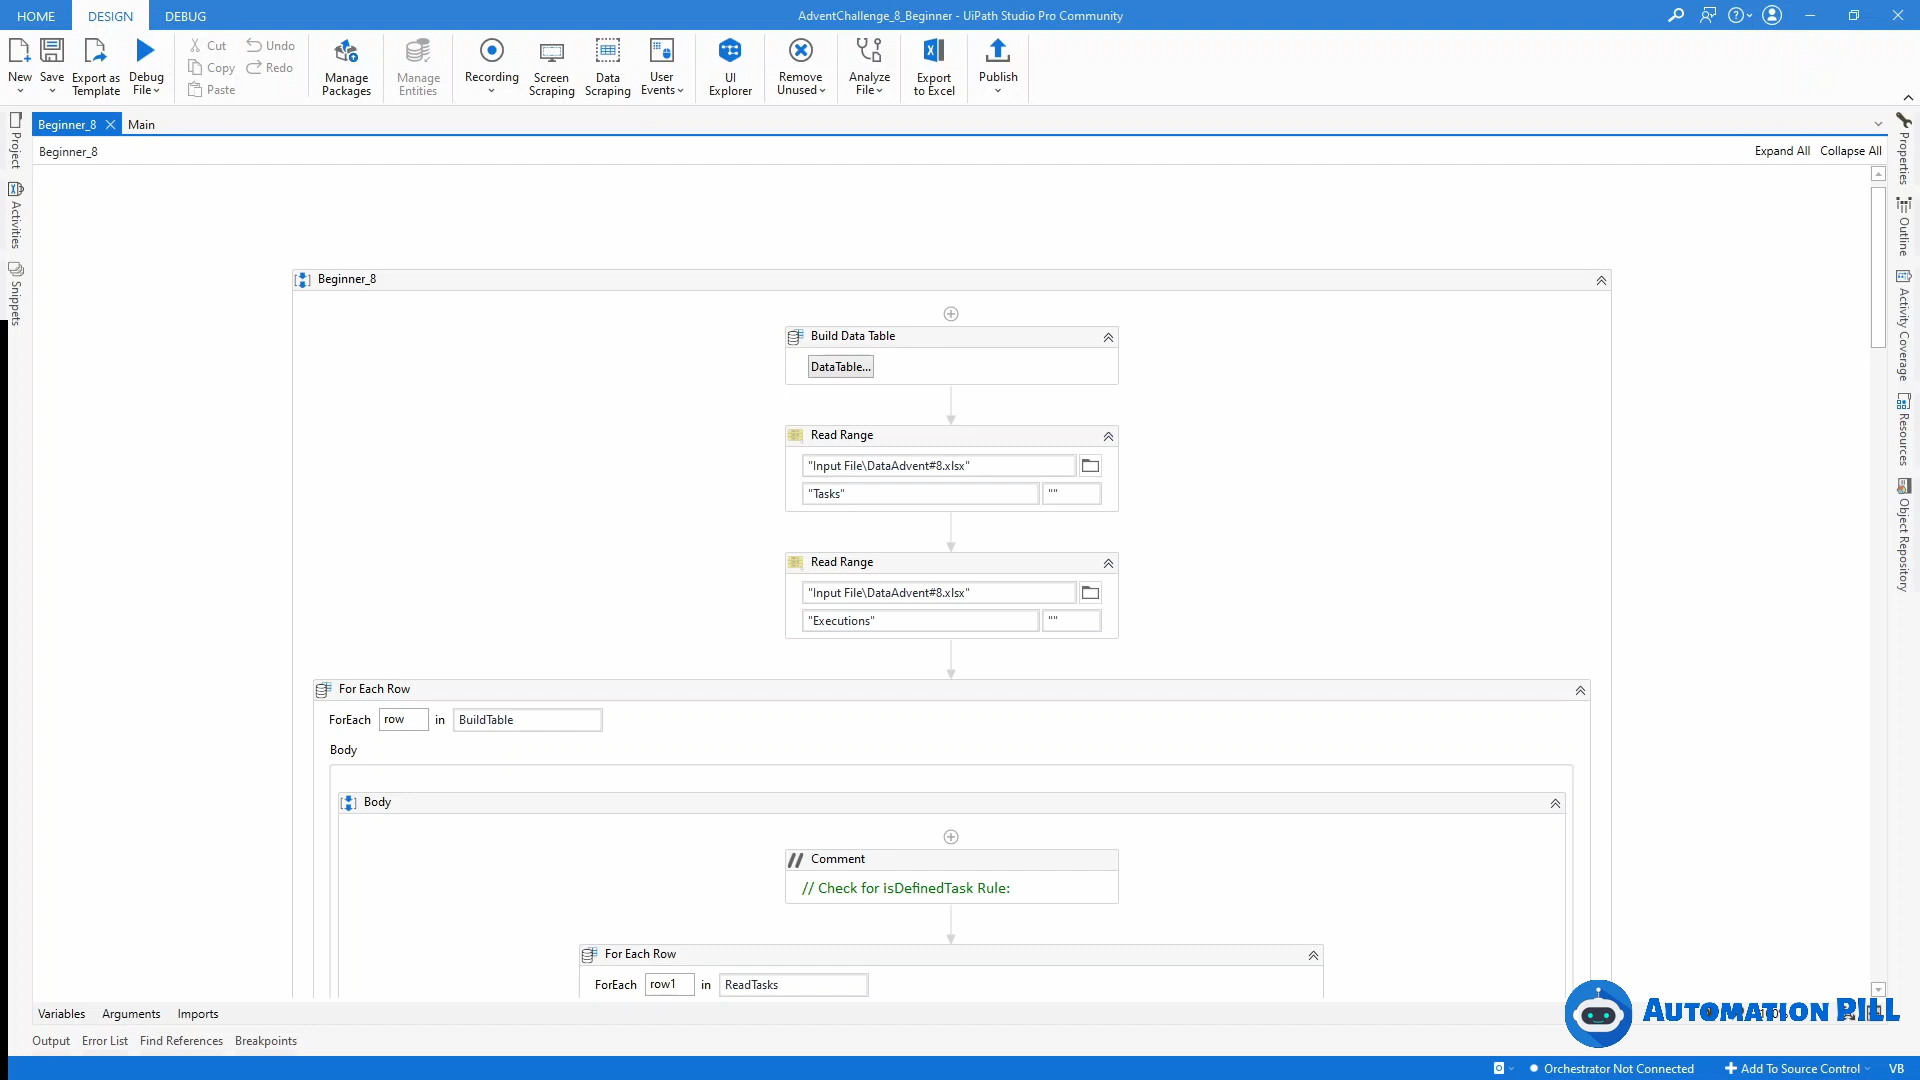 HOME DESIGN DEBUG
AdventChallenge_8_Beginner - UiPath Studio Pro Community
New Save Export as Template Debug File
Cut Copy Paste Undo Redo
Manage Packages
Manage Entities
Recording
Screen Scraping
Data Scraping
User Events
UI Explorer
Remove Unused
Analyze File
Export to Excel
Publish
Beginner_8 Main
Beginner_8 Expand All Collapse All
Project
Activities
Snippets
Properties
Outline
Activity Coverage
Resources
Object Repository
Beginner_8
Build Data Table
DataTable...
Read Range
"Input File\DataAdvent#8.xlsx"
"Tasks" ""
Read Range
"Input File\DataAdvent#8.xlsx"
"Executions" ""
For Each Row
ForEach row in BuildTable
Body
Body
Comment
// Check for isDefinedTask Rule:
For Each Row
ForEach row1 in ReadTasks
Variables Arguments Imports
AUTOMATION PILL
Output Error List Find References Breakpoints
Orchestrator Not Connected Add To Source Control VB